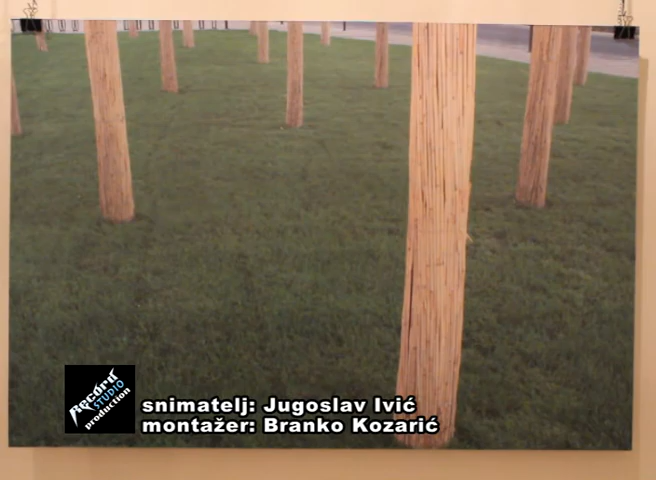 Record
STUDIO
production
snimatelj: Jugoslav Ivić
montažer: Branko Kozarić